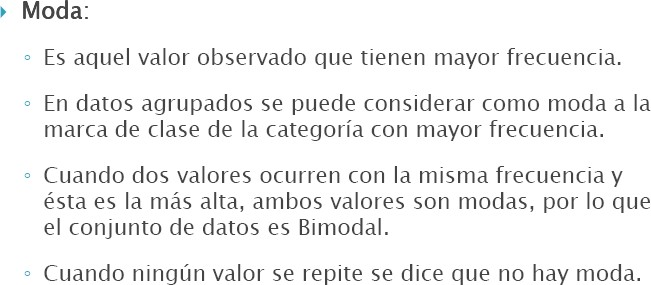 Moda:
Es aquel valor observado que tienen mayor frecuencia.
En datos agrupados se puede considerar como moda a la
marca de clase de la categoría con mayor frecuencia.
Cuando dos valores ocurren con la misma frecuencia y
ésta es la más alta, ambos valores son modas, por lo que
el conjunto de datos es Bimodal.
Cuando ningún valor se repite se dice que no hay moda.